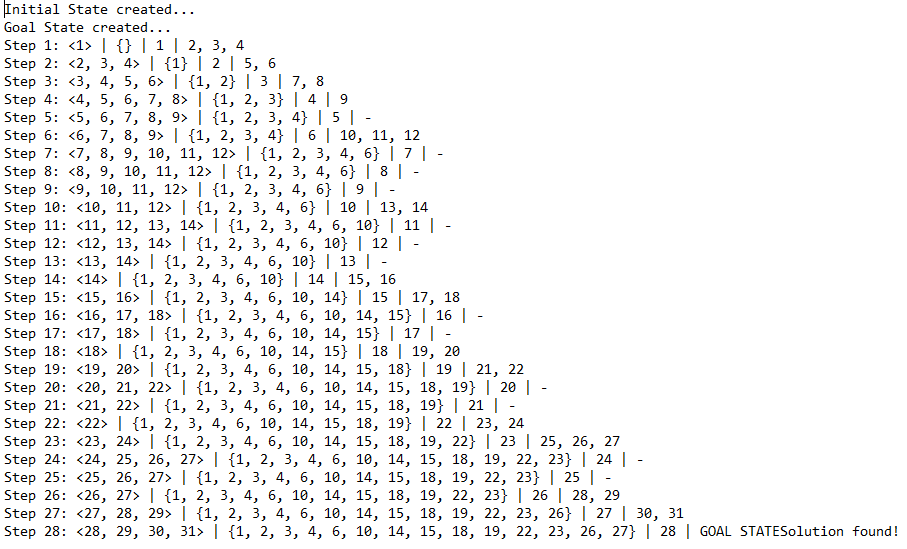 Initial State created...
Goal State created...
Step 1: <1> | {} | 1 | 2, 3, 4
Step 2: <2, 3, 4> | {1} | 2 | 5, 6
Step 3: <3, 4, 5, 6> | {1, 2} | 3 | 7, 8
Step 4: <4, 5, 6, 7, 8> | {1, 2, 3} | 4 | 9
Step 5: <5, 6, 7, 8, 9> | {1, 2, 3, 4} | 5 | -
Step 6: <6, 7, 8, 9> | {1, 2, 3, 4} | 6 | 10, 11, 12
Step 7: <7, 8, 9, 10, 11, 12> | {1, 2, 3, 4, 6} | 7 | -
Step 8: <8, 9, 10, 11, 12> | {1, 2, 3, 4, 6} | 8 | -
Step 9: <9, 10, 11, 12> | {1, 2, 3, 4, 6} | 9 | -
Step 10: <10, 11, 12> | {1, 2, 3, 4, 6} | 10 | 13, 14
Step 11: <11, 12, 13, 14> | {1, 2, 3, 4, 6, 10} | 11 | -
Step 12: <12, 13, 14> | {1, 2, 3, 4, 6, 10} | 12 | -
Step 13: <13, 14> | {1, 2, 3, 4, 6, 10} | 13 | -
Step 14: <14> | {1, 2, 3, 4, 6, 10} | 14 | 15, 16
Step 15: <15, 16> | {1, 2, 3, 4, 6, 10, 14} | 15 | 17, 18
Step 16: <16, 17, 18> | {1, 2, 3, 4, 6, 10, 14, 15} | 16 | -
Step 17: <17, 18> | {1, 2, 3, 4, 6, 10, 14, 15} | 17 | -
Step 18: <18> | {1, 2, 3, 4, 6, 10, 14, 15} | 18 | 19, 20
Step 19: <19, 20> | {1, 2, 3, 4, 6, 10, 14, 15, 18} | 19 | 21, 22
Step 20: <20, 21, 22> | {1, 2, 3, 4, 6, 10, 14, 15, 18, 19} | 20 | -
Step 21: <21, 22> | {1, 2, 3, 4, 6, 10, 14, 15, 18, 19} | 21 | -
Step 22: <22> | {1, 2, 3, 4, 6, 10, 14, 15, 18, 19} | 22 | 23, 24
Step 23: <23, 24> | {1, 2, 3, 4, 6, 10, 14, 15, 18, 19, 22} | 23 | 25, 26, 27
Step 24: <24, 25, 26, 27> | {1, 2, 3, 4, 6, 10, 14, 15, 18, 19, 22, 23} | 24 | -
Step 25: <25, 26, 27> | {1, 2, 3, 4, 6, 10, 14, 15, 18, 19, 22, 23} | 25 | -
Step 26: <26, 27> | {1, 2, 3, 4, 6, 10, 14, 15, 18, 19, 22, 23} | 26 | 28, 29
Step 27: <27, 28, 29> | {1, 2, 3, 4, 6, 10, 14, 15, 18, 19, 22, 23, 26} | 27 | 30, 31
Step 28: <28, 29, 30, 31> | {1, 2, 3, 4, 6, 10, 14, 15, 18, 19, 22, 23, 26, 27} | 28 | GOAL STATESolution found!